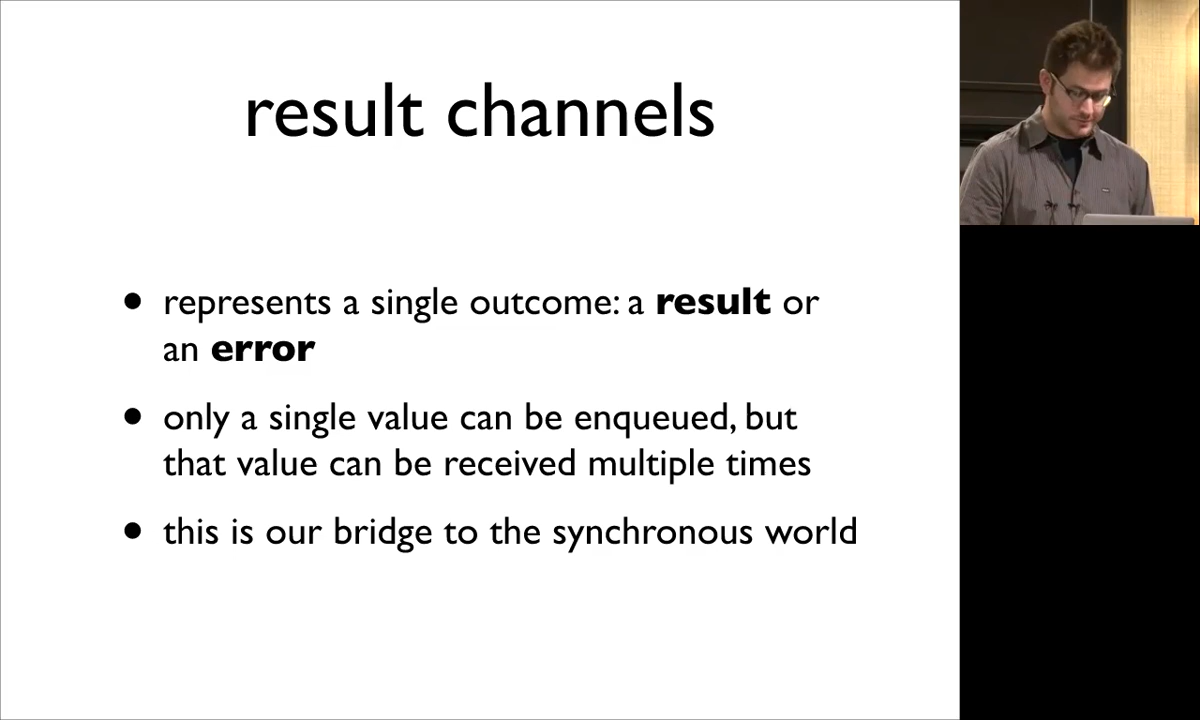 result channels
• represents a single outcome: a result or
an error
• only a single value can be enqueued, but
that value can be received multiple times
• this is our bridge to the synchronous world